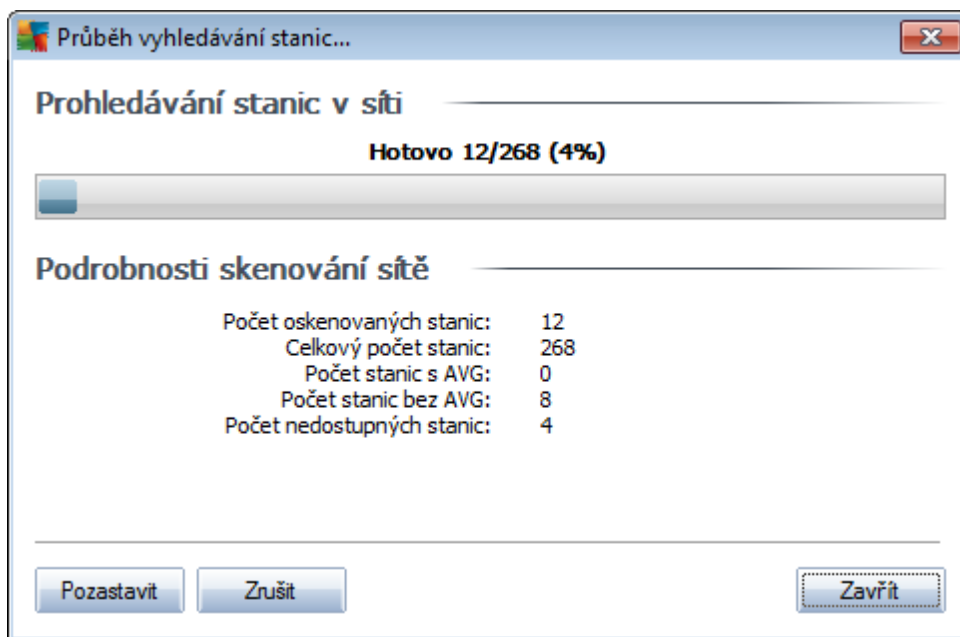 Průběh vyhledávání stanic...
Prohledávání stanic v síti
Hotovo 12/268 (4%)
Podrobnosti skenování sítě
Počet oskenovaných stanic: 12
Celkový počet stanic: 268
Počet stanic s AVG: 0
Počet stanic bez AVG: 8
Počet nedostupných stanic: 4
Pozastavit Zrušit Zavřít